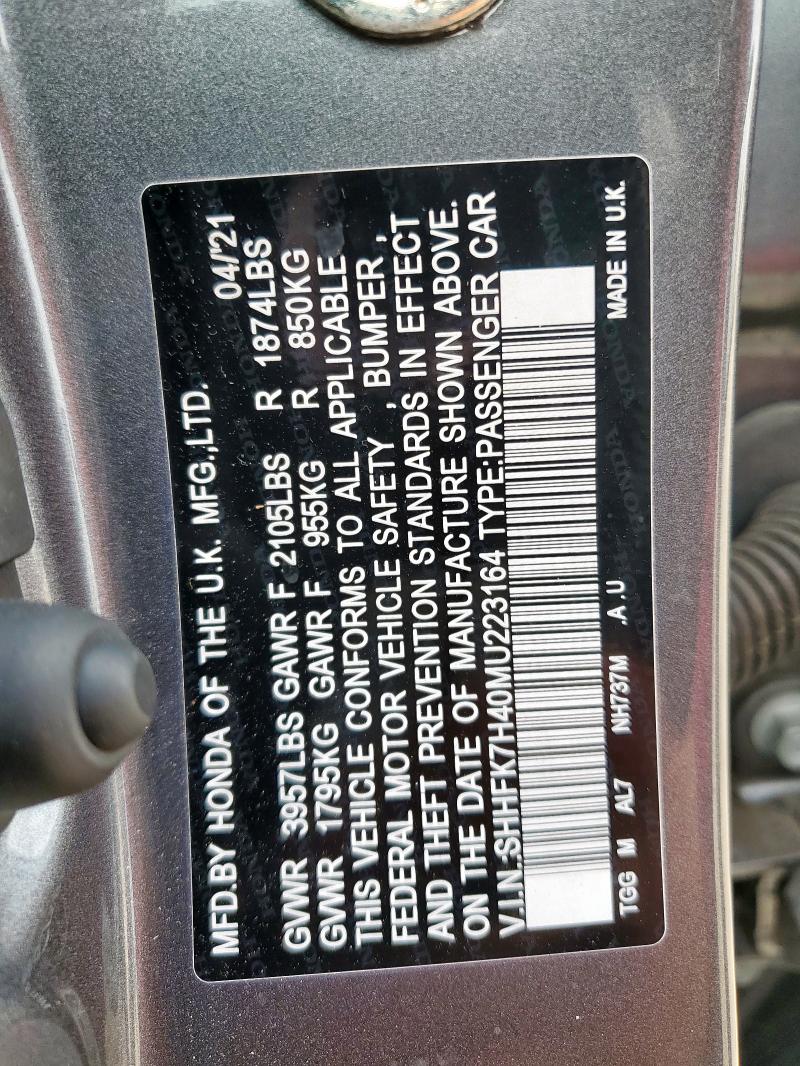 MFD.BY HONDA OF THE U.K. MFG.,LTD. 04/'21
GVWR 3957LBS GAWR F 2105LBS R 1874LBS
GVWR 1795KG GAWR F 955KG R 850KG
THIS VEHICLE CONFORMS TO ALL APPLICABLE
FEDERAL MOTOR VEHICLE SAFETY , BUMPER ,
AND THEFT PREVENTION STANDARDS IN EFFECT
ON THE DATE OF MANUFACTURE SHOWN ABOVE.
V.I.N.:SHHFK7H40MU223164 TYPE:PASSENGER CAR
TGG M AL7 NH737M .A .U MADE IN U.K.